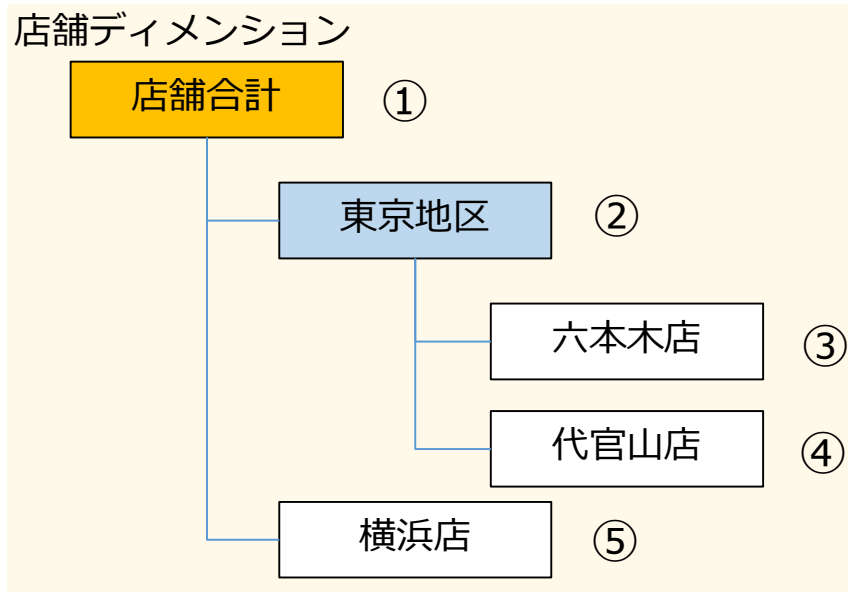 店舗ディメンション
店舗合計 ①
東京地区 ②
六本木店 ③
代官山店 ④
横浜店 ⑤